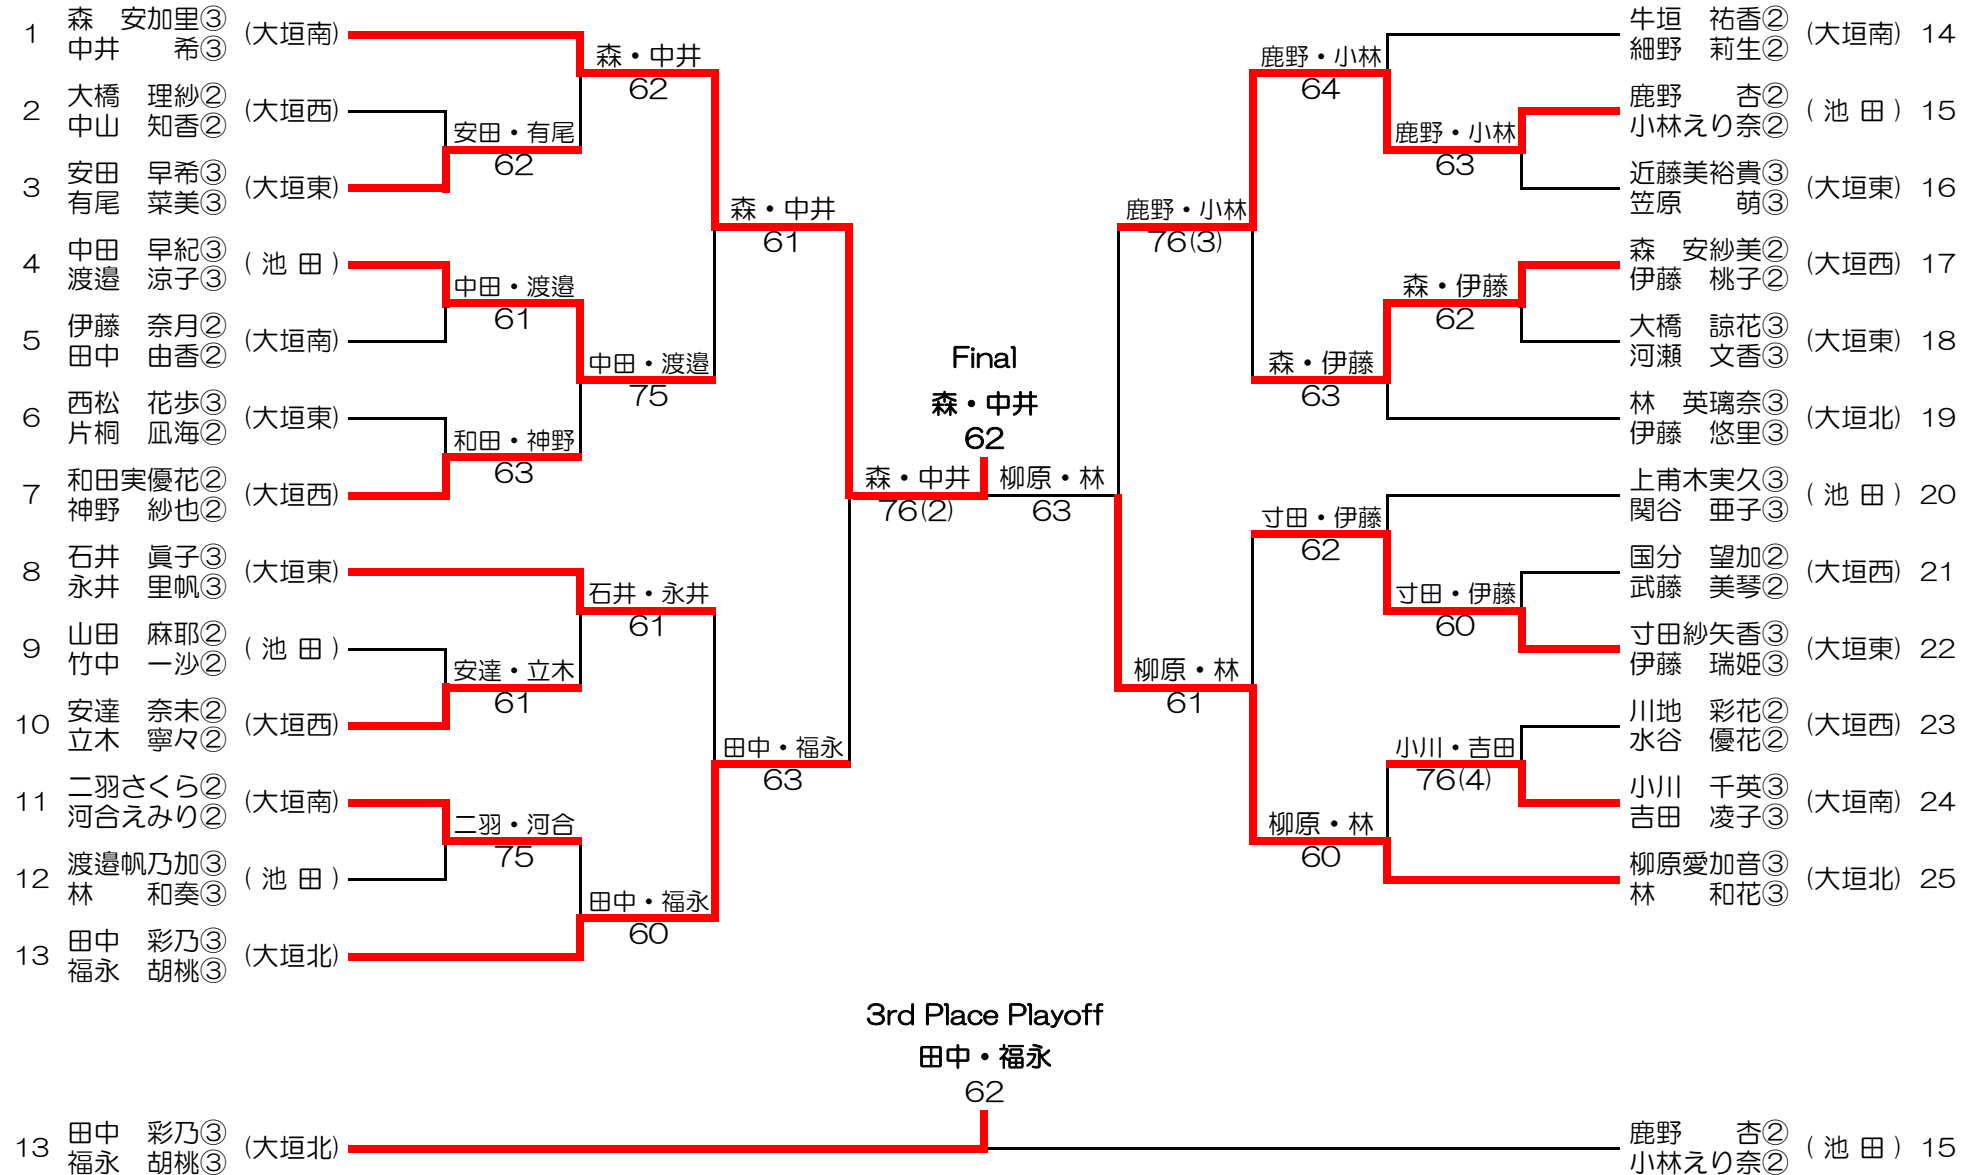 1 森　安加里③ (大垣南)
中井　　希③
2 大橋　理紗② (大垣西)
中山　知香②
3 安田　早希③ (大垣東)
有尾　菜美③
4 中田　早紀③ (池田)
渡邉　涼子③
5 伊藤　奈月② (大垣南)
田中　由香②
6 西松　花歩③ (大垣東)
片桐　凪海②
7 和田実優花② (大垣西)
神野　紗也②
8 石井　眞子③ (大垣東)
永井　里帆③
9 山田　麻耶② (池田)
竹中　一沙②
10 安達　奈未② (大垣西)
立木　寧々②
11 二羽さくら② (大垣南)
河合えみり②
12 渡邉帆乃加③ (池田)
林　　和奏③
13 田中　彩乃③ (大垣北)
福永　胡桃③
安田・有尾
62
中田・渡邉
61
和田・神野
63
安達・立木
61
二羽・河合
75
森・中井
62
中田・渡邉
75
石井・永井
61
田中・福永
60
森・中井
61
田中・福永
63
森・中井
76(2)
Final
森・中井
62
柳原・林
63
鹿野・小林
76(3)
柳原・林
61
鹿野・小林
64
森・伊藤
63
寸田・伊藤
62
柳原・林
60
鹿野・小林
63
森・伊藤
62
寸田・伊藤
60
小川・吉田
76(4)
牛垣　祐香② (大垣南) 14
細野　莉生②
鹿野　　杏② (池田) 15
小林えり奈②
近藤美裕貴③ (大垣東) 16
笠原　　萌③
森　安紗美② (大垣西) 17
伊藤　桃子②
大橋　諒花③ (大垣東) 18
河瀬　文香③
林　英璃奈③ (大垣北) 19
伊藤　悠里③
上甫木実久③ (池田) 20
関谷　亜子③
国分　望加② (大垣西) 21
武藤　美琴②
寸田紗矢香③ (大垣東) 22
伊藤　瑞姫③
川地　彩花② (大垣西) 23
水谷　優花②
小川　千英③ (大垣南) 24
吉田　凌子③
柳原愛加音③ (大垣北) 25
林　　和花③
3rd Place Playoff
田中・福永
62
13 田中　彩乃③ (大垣北)
福永　胡桃③
鹿野　　杏② (池田) 15
小林えり奈②